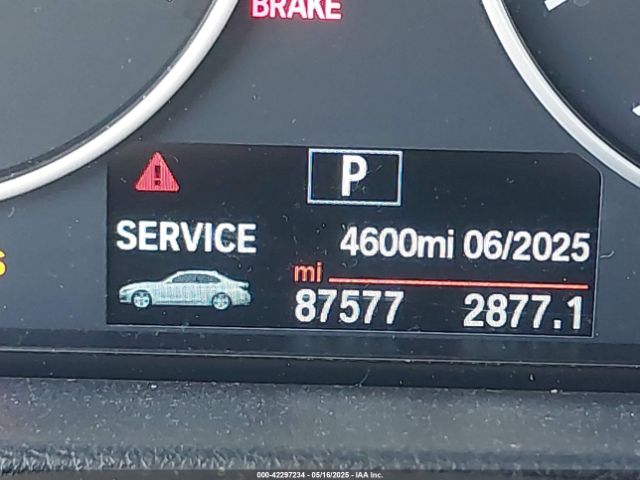 BRAKE
P
SERVICE 4600mi 06/2025
mi
87577 2877.1
000-42297234 - 05/16/2025 - IAA Inc.